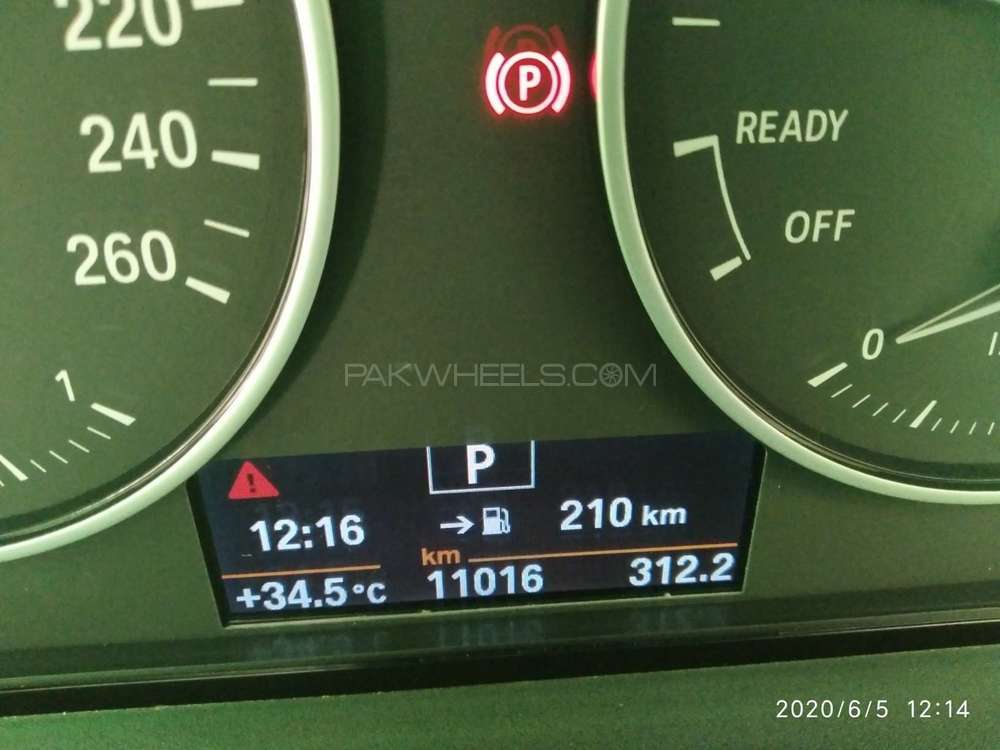 220
240
260
1
P
READY
OFF
0
PAKWHEELS.COM
P
12:16
210 km
km
+34.5°C
11016
312.2
2020/6/5 12:14